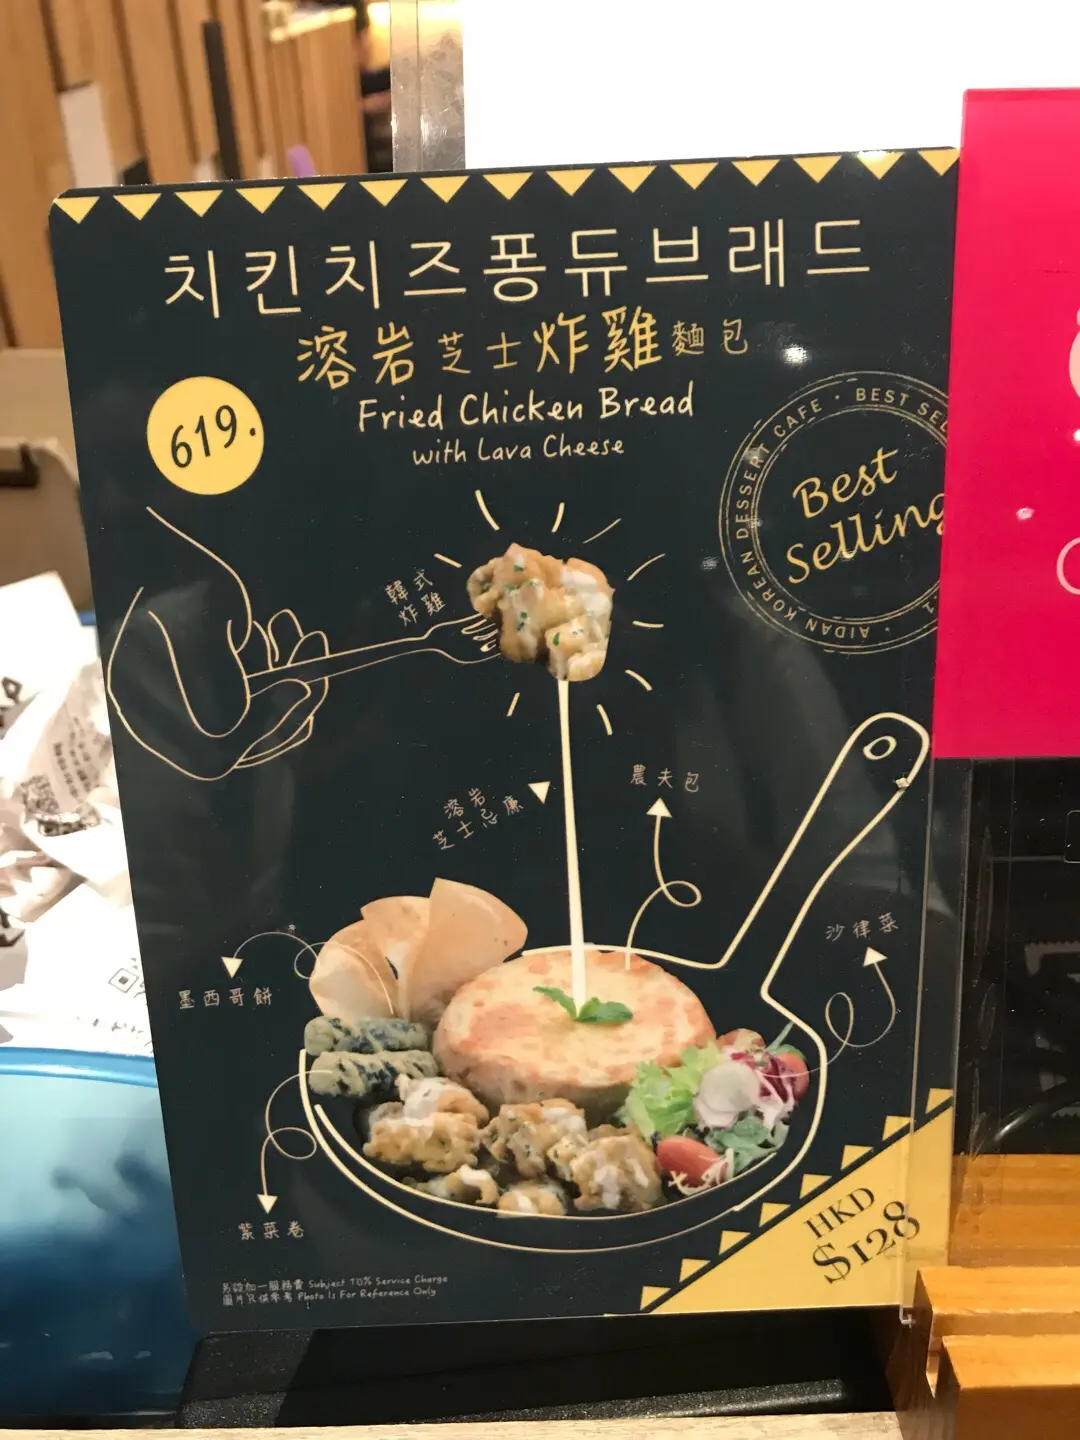 치킨치즈퐁듀브래드
溶岩芝士炸雞麵包
Fried Chicken Bread
with Lava Cheese
619.
BEST SEL
AIDAN KOREAN DESSERT CAFE
Best
Selling
韓式
炸雞
溶岩
芝士忌廉
農夫包
沙律菜
墨西哥餅
紫菜卷
HKD
$128
另設加一服務費 Subject 10% Service Charge
圖片只供參考 Photo Is For Reference Only